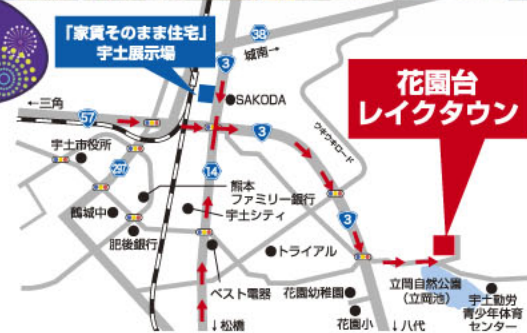 「家賃そのまま住宅」
宇土展示場
38
城南→
3
花園台
レイクタウン
SAKODA
←三角
57
3
ウキウキロード
宇土市役所
297
14
熊本
ファミリー銀行
3
鶴城中
宇土シティ
肥後銀行
トライアル
ベスト電器
花園幼稚園
立岡自然公園
(立岡池)
宇土勤労
青少年体育
センター
↓松橋
花園小
↓八代